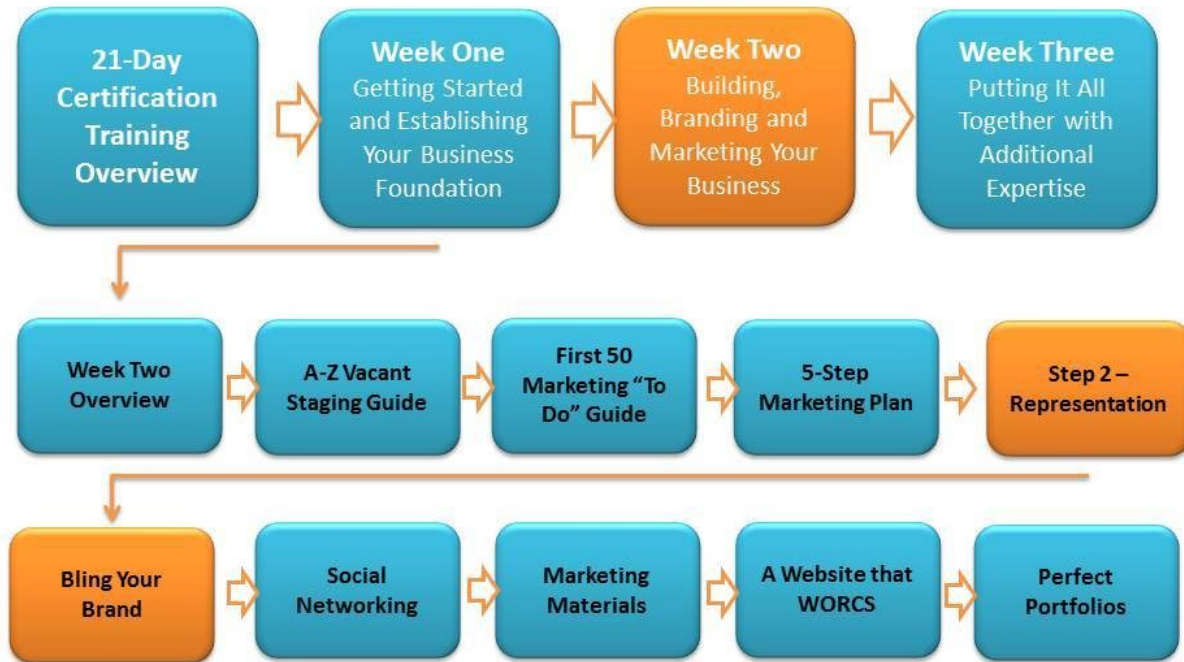 21-Day
Certification
Training
Overview
Week One
Getting Started
and Establishing
Your Business
Foundation
Week Two
Building,
Branding and
Marketing Your
Business
Week Three
Putting It All
Together with
Additional
Expertise
Week Two
Overview
A-Z Vacant
Staging Guide
First 50
Marketing “To
Do” Guide
5-Step
Marketing Plan
Step 2 –
Representation
Bling Your
Brand
Social
Networking
Marketing
Materials
A Website that
WORCS
Perfect
Portfolios